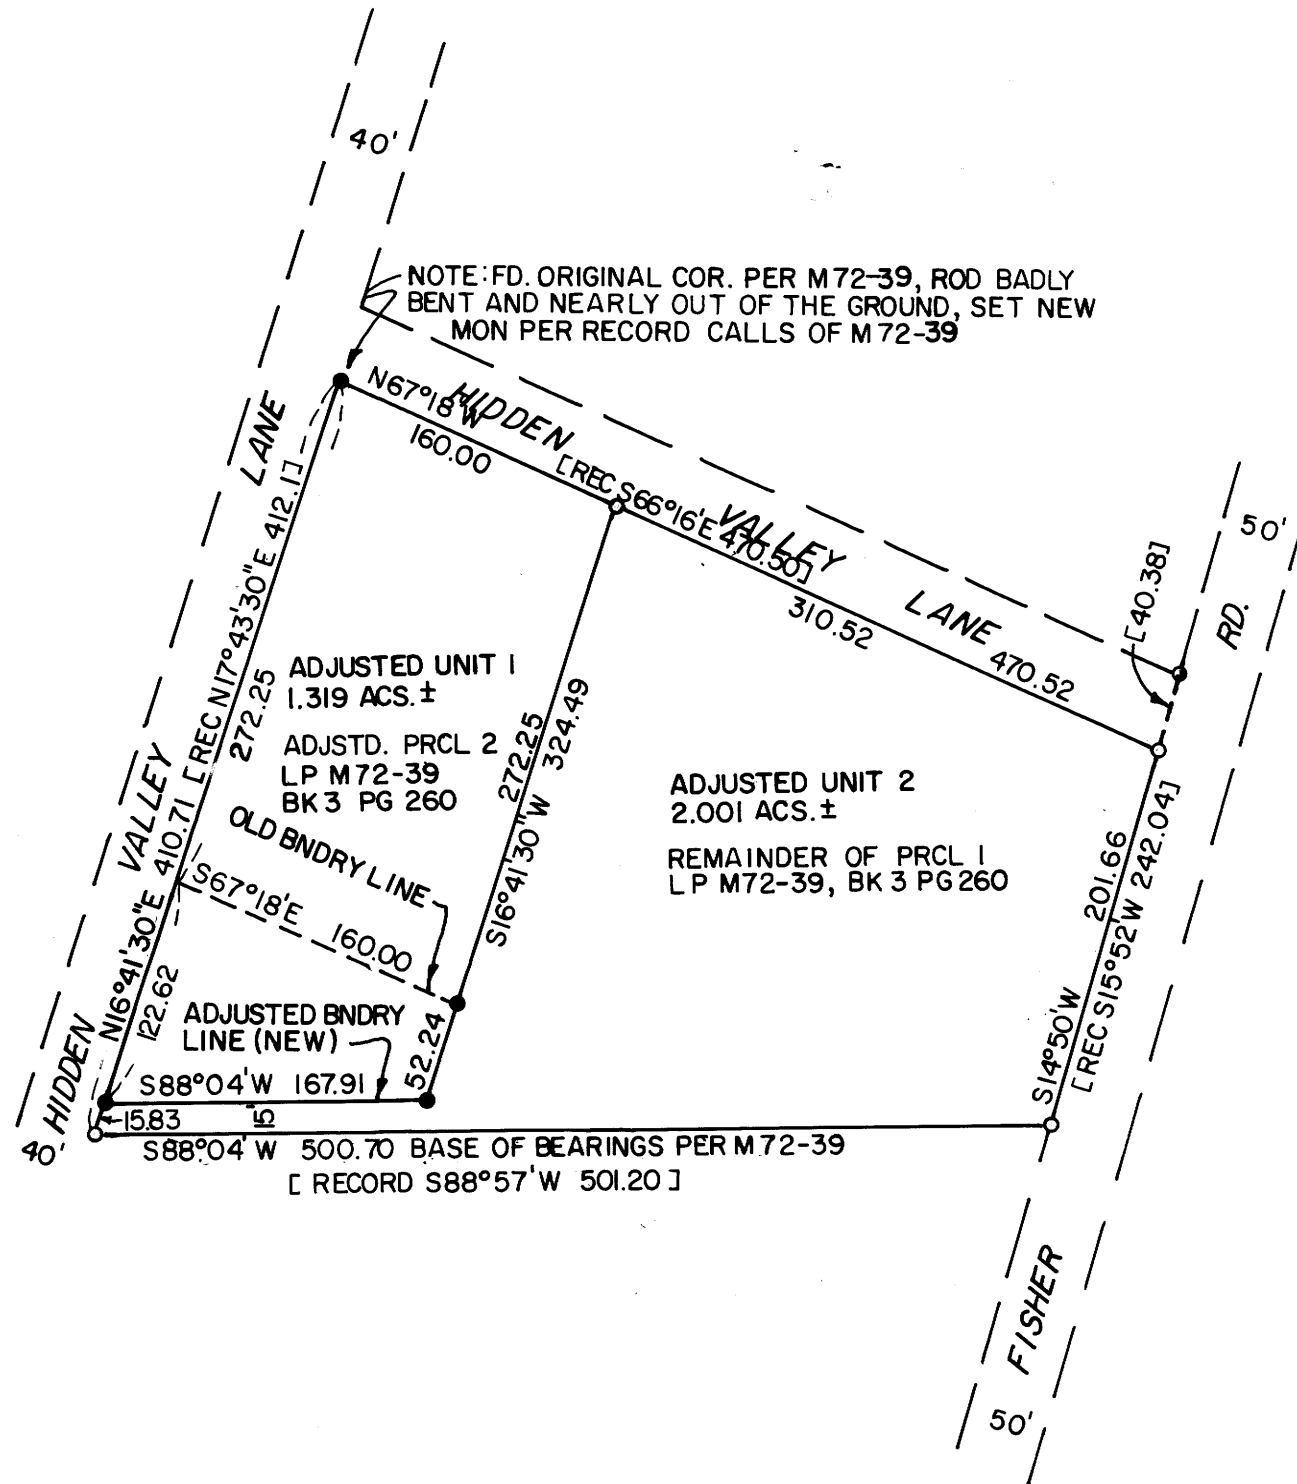 40'
NOTE:FD. ORIGINAL COR. PER M72-39, ROD BADLY
BENT AND NEARLY OUT OF THE GROUND, SET NEW
MON PER RECORD CALLS OF M72-39
N67°18'W
160.00
HIDDEN
VALLEY
LANE
[REC S66°16'E 470.50]
310.52
470.52
[40.38]
50'
RD.
LANE
VALLEY
HIDDEN
40'
N16°41'30"E 410.71 [REC N17°43'30"E 412.1]
272.25
122.62
ADJUSTED UNIT 1
1.319 ACS.±
ADJSTD. PRCL 2
LP M72-39
BK 3 PG 260
OLD BNDRY LINE
272.25
S16°41'30"W 324.49
ADJUSTED UNIT 2
2.001 ACS.±
REMAINDER OF PRCL 1
LP M72-39, BK 3 PG 260
201.66
S14°50'W
[REC S15°52'W 242.04]
S67°18'E 160.00
ADJUSTED BNDRY
LINE (NEW)
52.24
S88°04'W 167.91
15.83
15'
S88°04'W 500.70 BASE OF BEARINGS PER M72-39
[ RECORD S88°57'W 501.20 ]
FISHER
50'